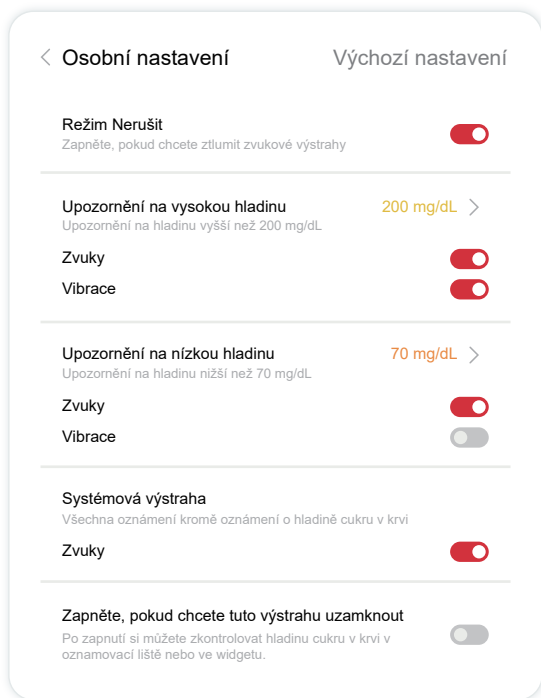 Osobní nastavení
Výchozí nastavení
Režim Nerušit
Zapněte, pokud chcete ztlumit zvukové výstrahy
Upozornění na vysokou hladinu
200 mg/dL
Upozornění na hladinu vyšší než 200 mg/dL
Zvuky
Vibrace
Upozornění na nízkou hladinu
70 mg/dL
Upozornění na hladinu nižší než 70 mg/dL
Zvuky
Vibrace
Systémová výstraha
Všechna oznámení kromě oznámení o hladině cukru v krvi
Zvuky
Zapněte, pokud chcete tuto výstrahu uzamknout
Po zapnutí si můžete zkontrolovat hladinu cukru v krvi v
oznamovací liště nebo ve widgetu.